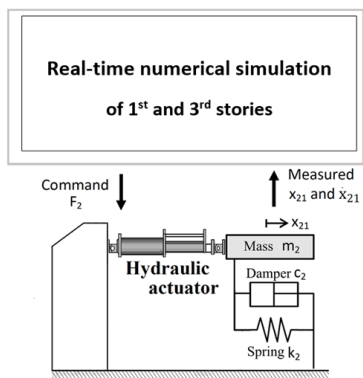 Real-time numerical simulation
of 1st and 3rd stories
Command
F2
Measured
x21 and ẋ21
x21
Mass m2
Hydraulic
actuator
Damper c2
Spring k2